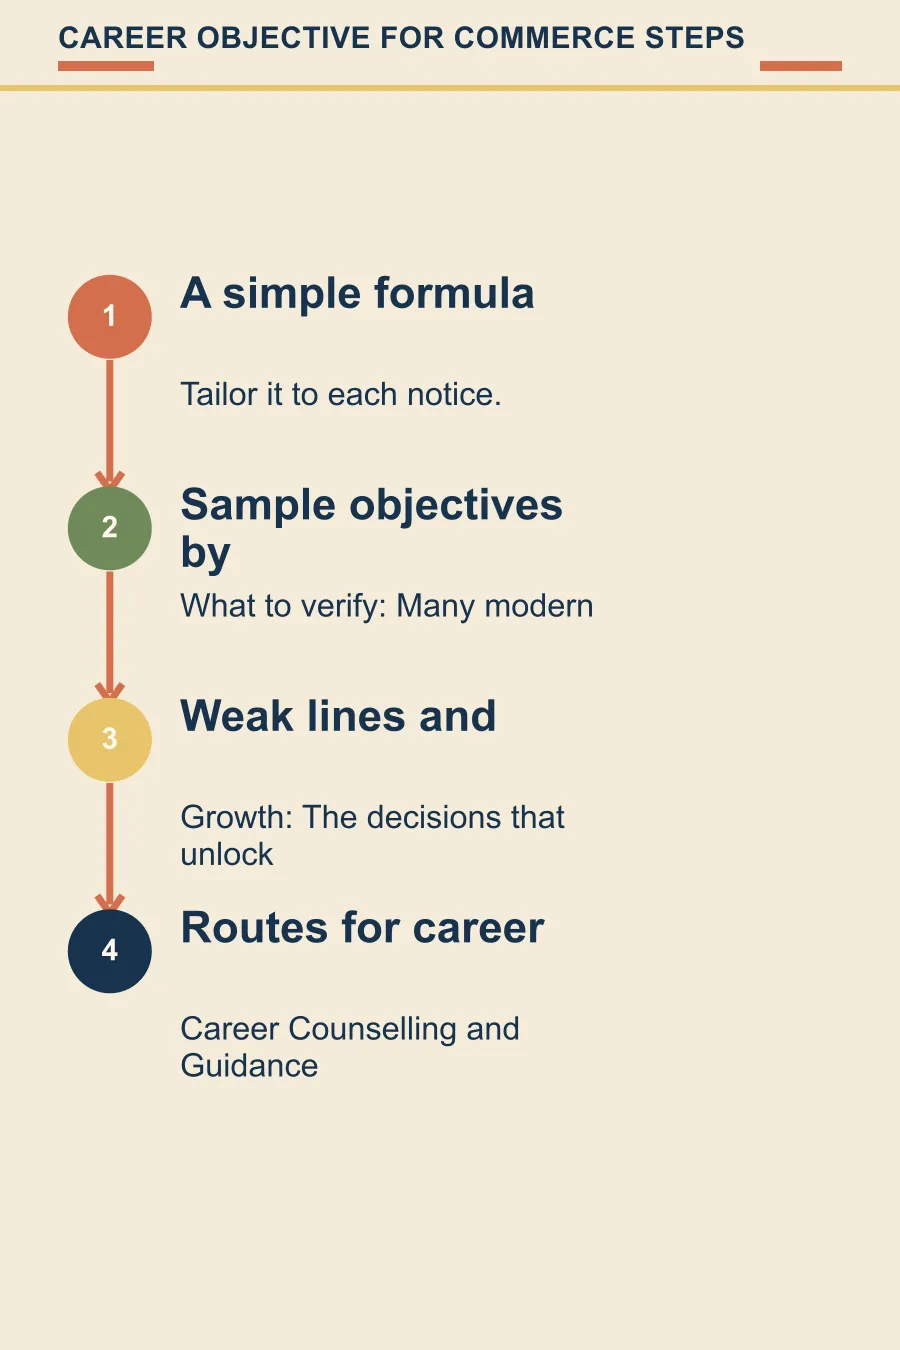 CAREER OBJECTIVE FOR COMMERCE STEPS
1
A simple formula
Tailor it to each notice.
2
Sample objectives
by
What to verify: Many modern
3
Weak lines and
Growth: The decisions that
unlock
4
Routes for career
Career Counselling and
Guidance